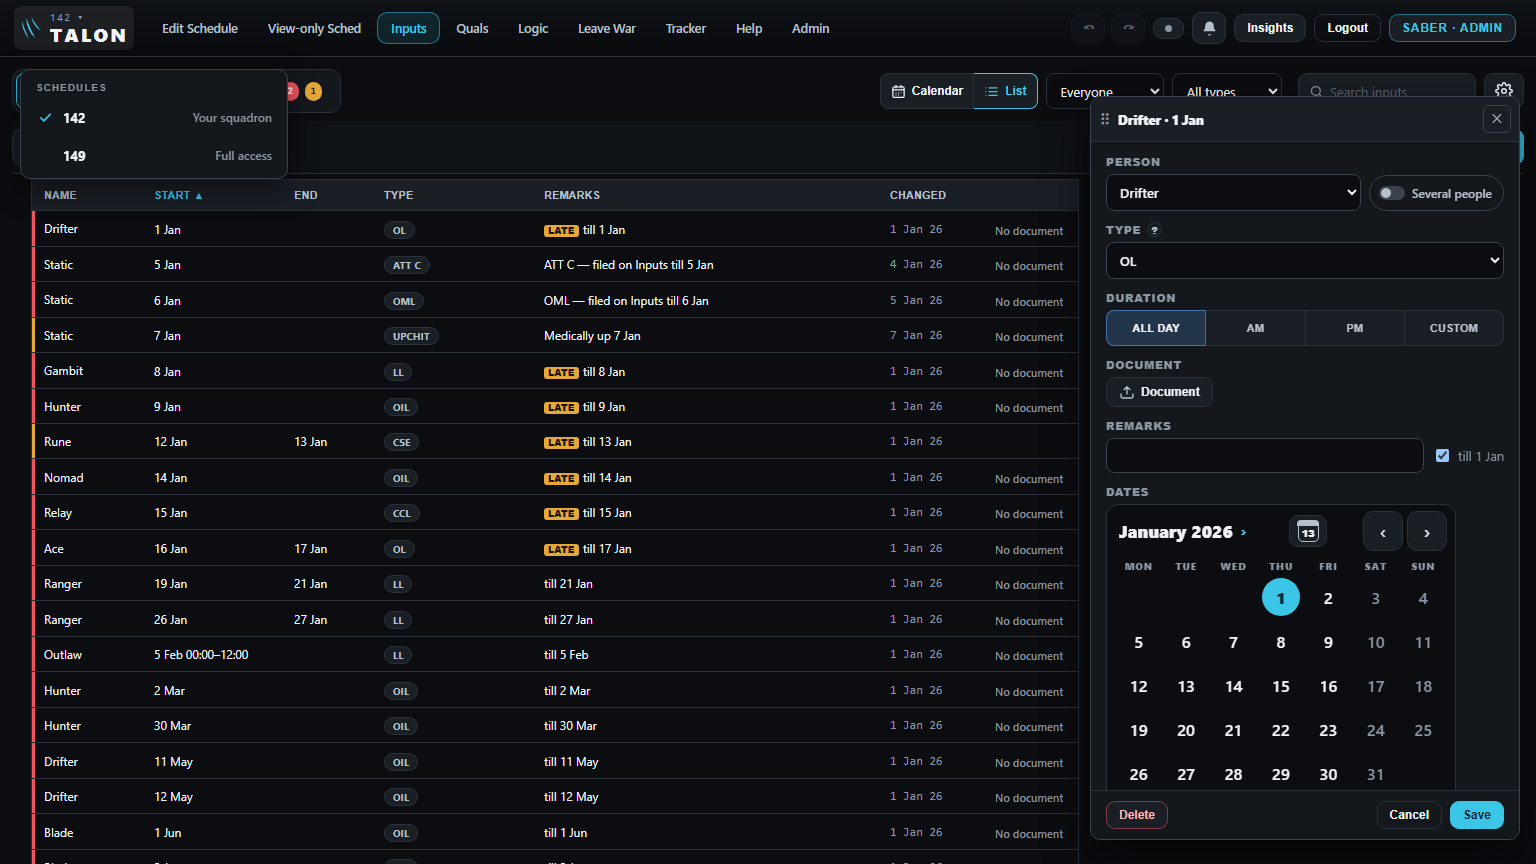 142 ▾
TALON
Edit Schedule
View-only Sched
Inputs
Quals
Logic
Leave War
Tracker
Help
Admin
Insights
Logout
SABER · ADMIN
SCHEDULES
✓ 142 Your squadron
149 Full access
2
1
Calendar
List
Everyone
All types
Search inputs
NAME START ▲ END TYPE REMARKS CHANGED
Drifter 1 Jan OL LATE till 1 Jan 1 Jan 26 No document
Static 5 Jan ATT C ATT C — filed on Inputs till 5 Jan 4 Jan 26 No document
Static 6 Jan OML OML — filed on Inputs till 6 Jan 5 Jan 26 No document
Static 7 Jan UPCHIT Medically up 7 Jan 7 Jan 26 No document
Gambit 8 Jan LL LATE till 8 Jan 1 Jan 26 No document
Hunter 9 Jan OIL LATE till 9 Jan 1 Jan 26 No document
Rune 12 Jan 13 Jan CSE LATE till 13 Jan 1 Jan 26
Nomad 14 Jan OIL LATE till 14 Jan 1 Jan 26 No document
Relay 15 Jan CCL LATE till 15 Jan 1 Jan 26 No document
Ace 16 Jan 17 Jan OL LATE till 17 Jan 1 Jan 26 No document
Ranger 19 Jan 21 Jan LL till 21 Jan 1 Jan 26 No document
Ranger 26 Jan 27 Jan LL till 27 Jan 1 Jan 26 No document
Outlaw 5 Feb 00:00–12:00 LL till 5 Feb 1 Jan 26 No document
Hunter 2 Mar OIL till 2 Mar 1 Jan 26 No document
Hunter 30 Mar OIL till 30 Mar 1 Jan 26 No document
Drifter 11 May OIL till 11 May 1 Jan 26 No document
Drifter 12 May OIL till 12 May 1 Jan 26 No document
Blade 1 Jun OIL till 1 Jun 1 Jan 26 No document
Drifter · 1 Jan
PERSON
Drifter
Several people
TYPE ?
OL
DURATION
ALL DAY AM PM CUSTOM
DOCUMENT
Document
REMARKS
till 1 Jan
DATES
January 2026 ›
13
‹ ›
MON TUE WED THU FRI SAT SUN
1 2 3 4
5 6 7 8 9 10 11
12 13 14 15 16 17 18
19 20 21 22 23 24 25
26 27 28 29 30 31
Delete
Cancel
Save